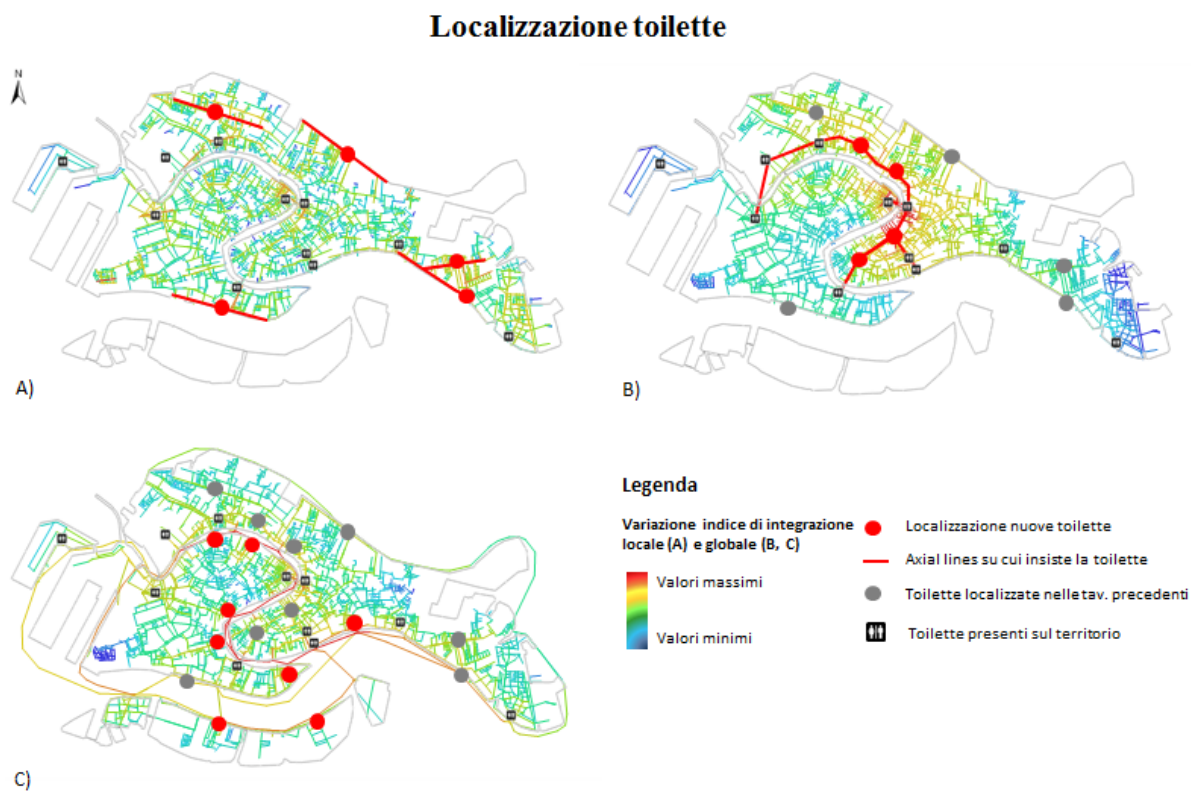 Localizzazione toilette
N
A)
B)
C)
Legenda
Variazione indice di integrazione
locale (A) e globale (B, C)
Valori massimi
Valori minimi
Localizzazione nuove toilette
Axial lines su cui insiste la toilette
Toilette localizzate nelle tav. precedenti
Toilette presenti sul territorio